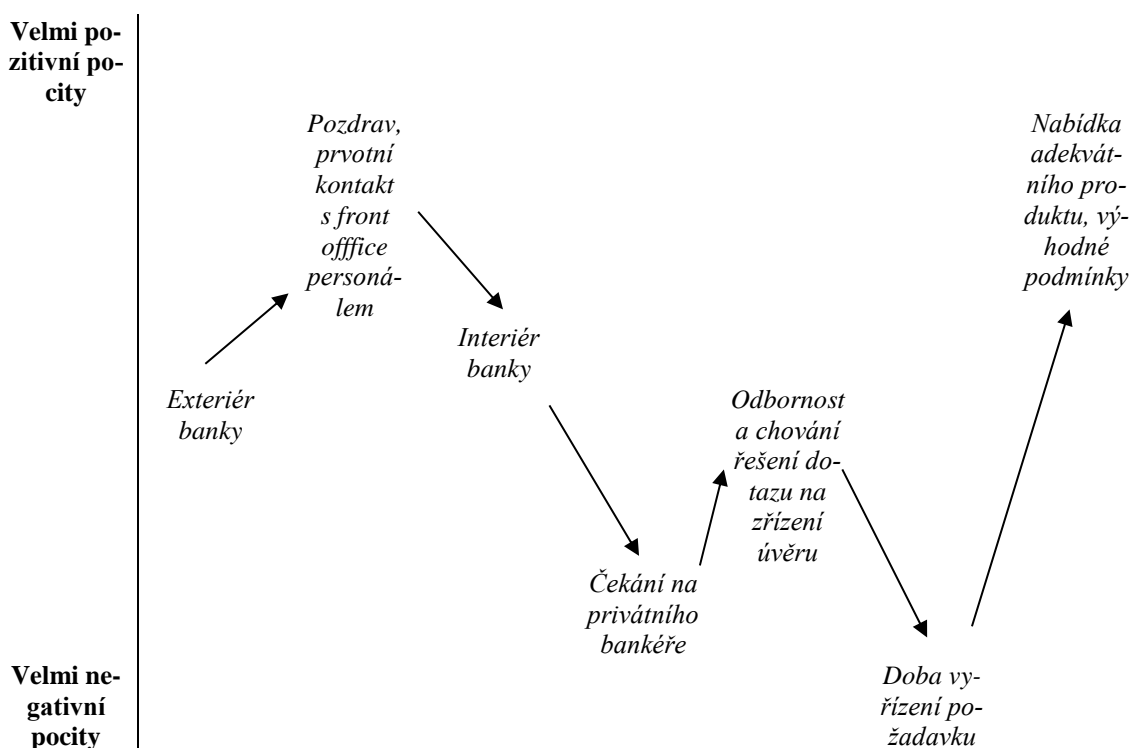 Velmi po-
zitivní po-
city
Pozdrav,
prvotní
kontakt
s front
offfice
personá-
lem
Nabídka
adekvát-
ního pro-
duktu, vý-
hodné
podmínky
Interiér
banky
Exteriér
banky
Odbornost
a chování
řešení do-
tazu na
zřízení
úvěru
Čekání na
privátního
bankéře
Velmi ne-
gativní
pocity
Doba vy-
řízení po-
žadavku